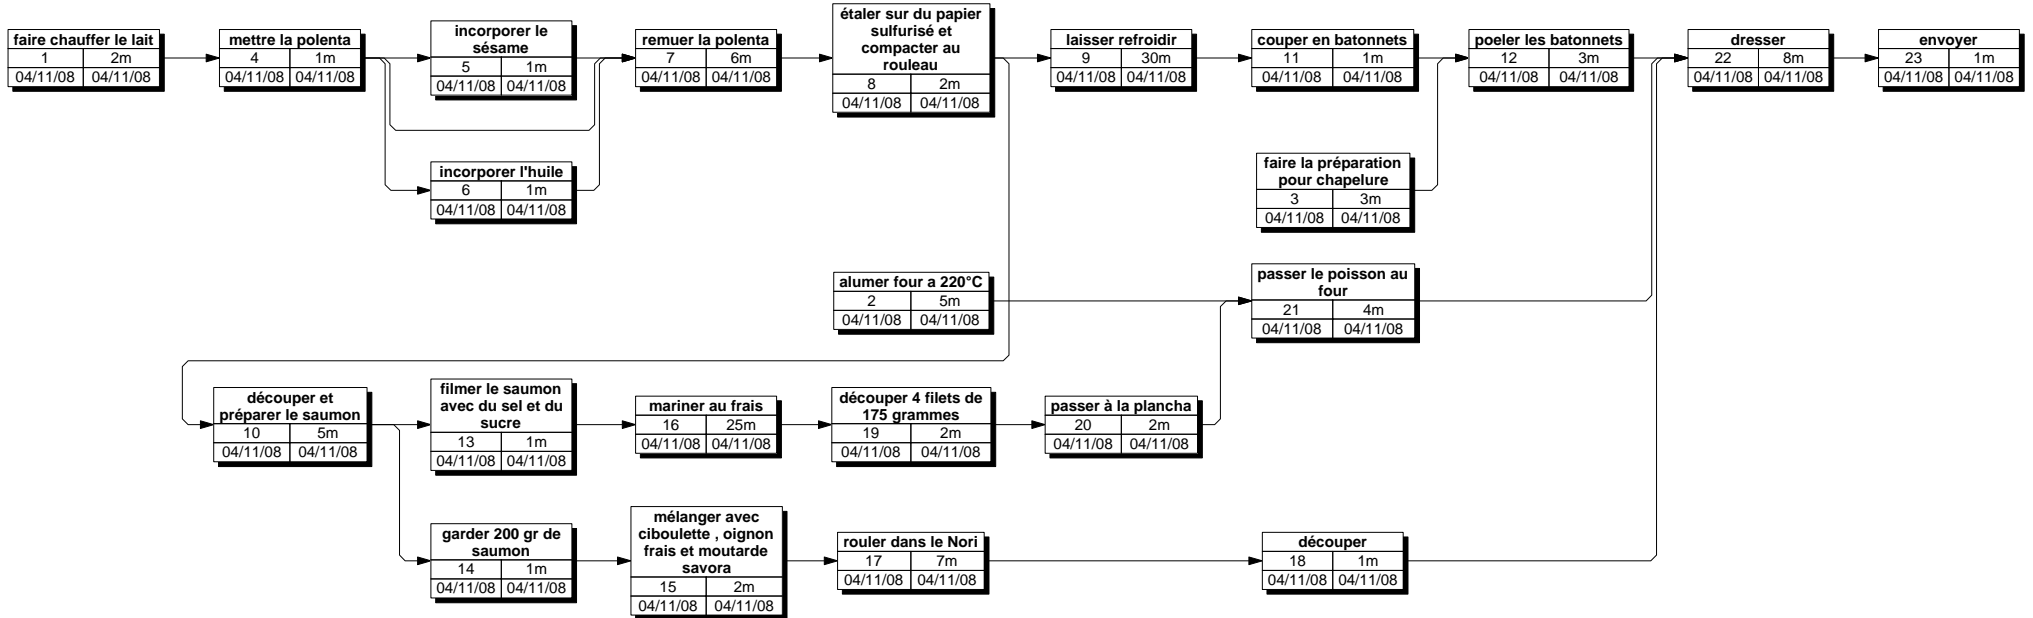 faire chauffer le lait
1 2m
04/11/08 04/11/08
mettre la polenta
4 1m
04/11/08 04/11/08
incorporer le
sésame
5 1m
04/11/08 04/11/08
remuer la polenta
7 6m
04/11/08 04/11/08
étaler sur du papier
sulfurisé et
compacter au
rouleau
8 2m
04/11/08 04/11/08
laisser refroidir
9 30m
04/11/08 04/11/08
couper en batonnets
11 1m
04/11/08 04/11/08
poeler les batonnets
12 3m
04/11/08 04/11/08
dresser
22 8m
04/11/08 04/11/08
envoyer
23 1m
04/11/08 04/11/08
incorporer l'huile
6 1m
04/11/08 04/11/08
faire la préparation
pour chapelure
3 3m
04/11/08 04/11/08
alumer four a 220°C
2 5m
04/11/08 04/11/08
passer le poisson au
four
21 4m
04/11/08 04/11/08
découper et
préparer le saumon
10 5m
04/11/08 04/11/08
filmer le saumon
avec du sel et du
sucre
13 1m
04/11/08 04/11/08
mariner au frais
16 25m
04/11/08 04/11/08
découper 4 filets de
175 grammes
19 2m
04/11/08 04/11/08
passer à la plancha
20 2m
04/11/08 04/11/08
garder 200 gr de
saumon
14 1m
04/11/08 04/11/08
mélanger avec
ciboulette , oignon
frais et moutarde
savora
15 2m
04/11/08 04/11/08
rouler dans le Nori
17 7m
04/11/08 04/11/08
découper
18 1m
04/11/08 04/11/08